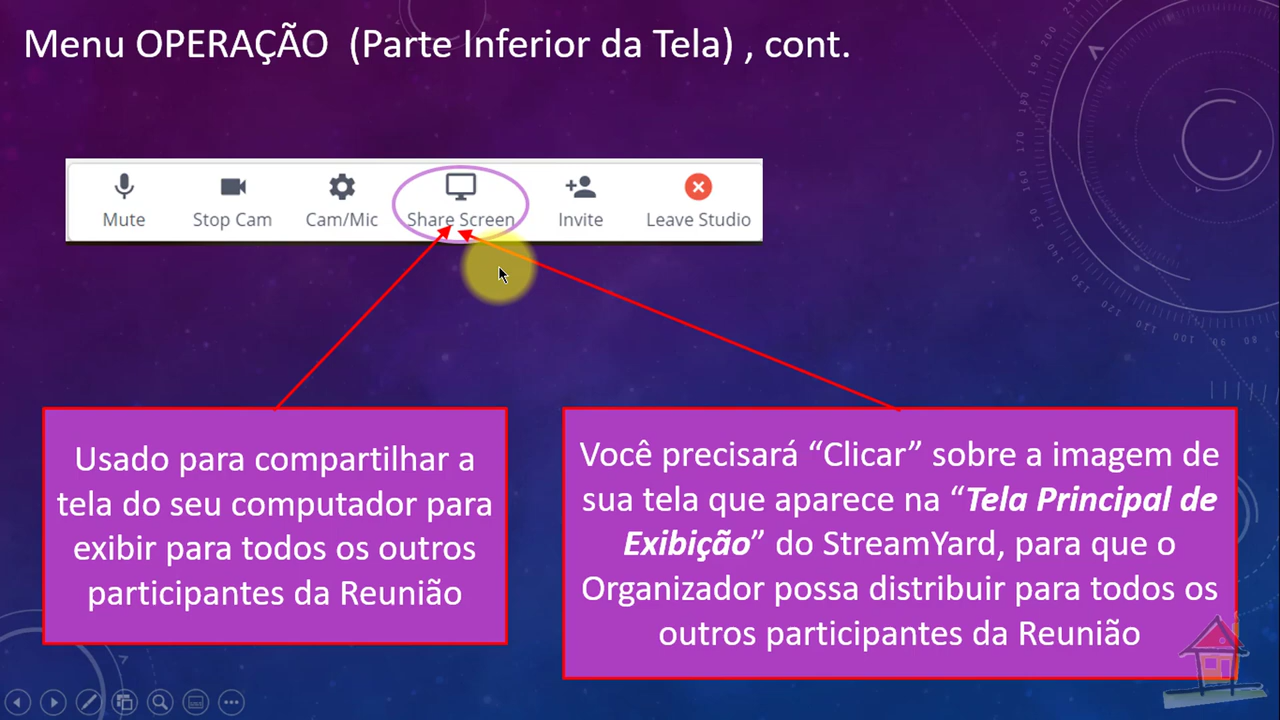 Menu OPERAÇÃO (Parte Inferior da Tela) , cont.
Mute Stop Cam Cam/Mic Share Screen Invite Leave Studio
Usado para compartilhar a
tela do seu computador para
exibir para todos os outros
participantes da Reunião
Você precisará “Clicar” sobre a imagem de
sua tela que aparece na “Tela Principal de
Exibição” do StreamYard, para que o
Organizador possa distribuir para todos os
outros participantes da Reunião